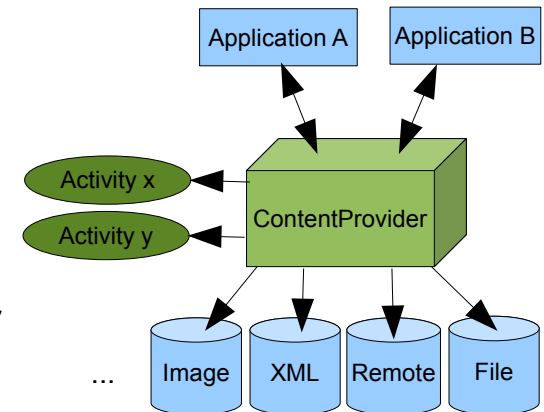 Application A
Application B
Activity x
ContentProvider
Activity y
...
Image
XML
Remote
File